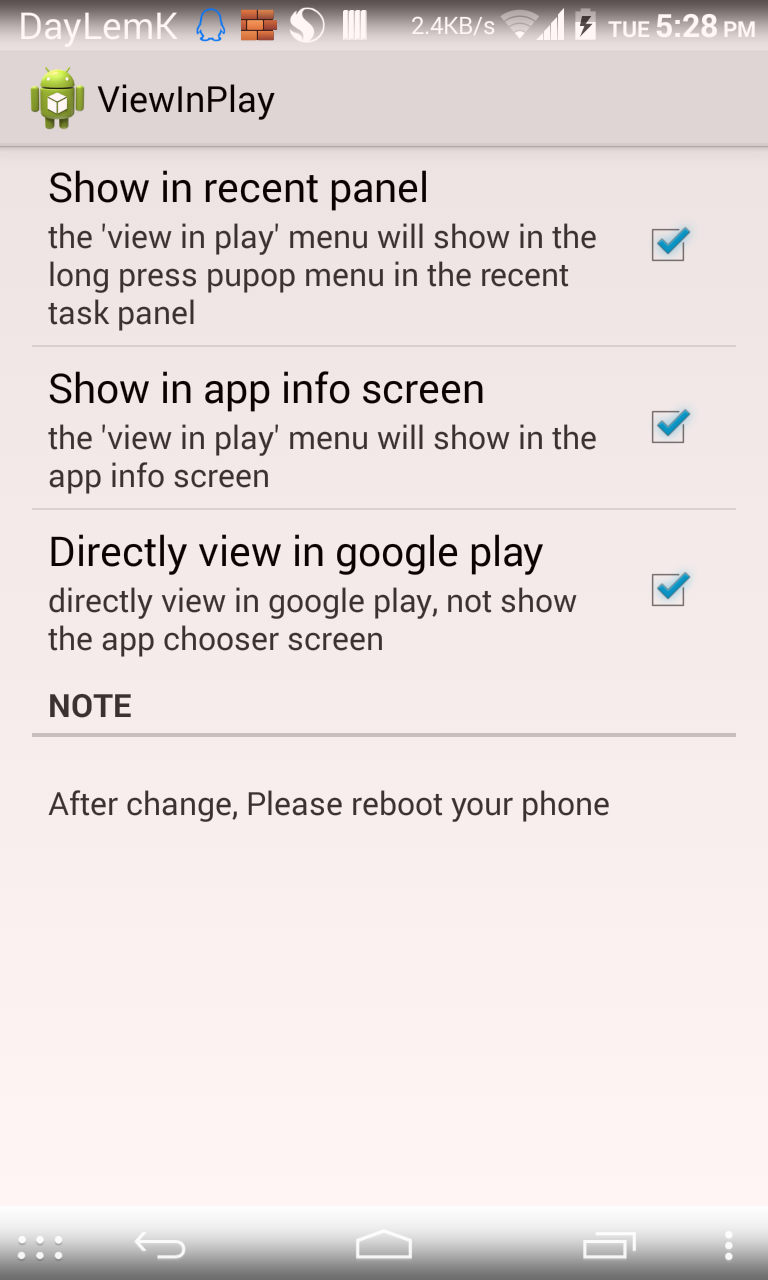 DayLemK 2.4KB/s TUE 5:28 PM
ViewInPlay
Show in recent panel
the 'view in play' menu will show in the
long press pupop menu in the recent
task panel
Show in app info screen
the 'view in play' menu will show in the
app info screen
Directly view in google play
directly view in google play, not show
the app chooser screen
NOTE
After change, Please reboot your phone